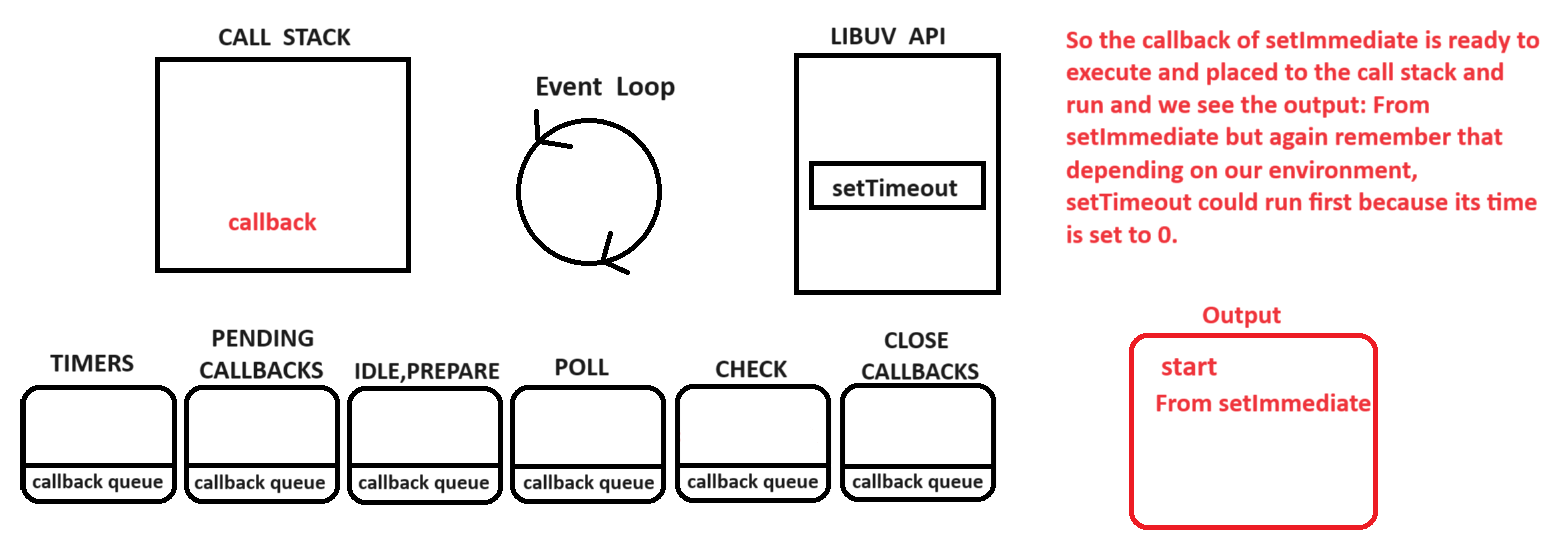 CALL STACK
callback
Event Loop
LIBUV API
setTimeout
So the callback of setImmediate is ready to
execute and placed to the call stack and
run and we see the output: From
setImmediate but again remember that
depending on our environment,
setTimeout could run first because its time
is set to 0.
TIMERS
callback queue
PENDING
CALLBACKS
callback queue
IDLE,PREPARE
callback queue
POLL
callback queue
CHECK
callback queue
CLOSE
CALLBACKS
callback queue
Output
start
From setImmediate